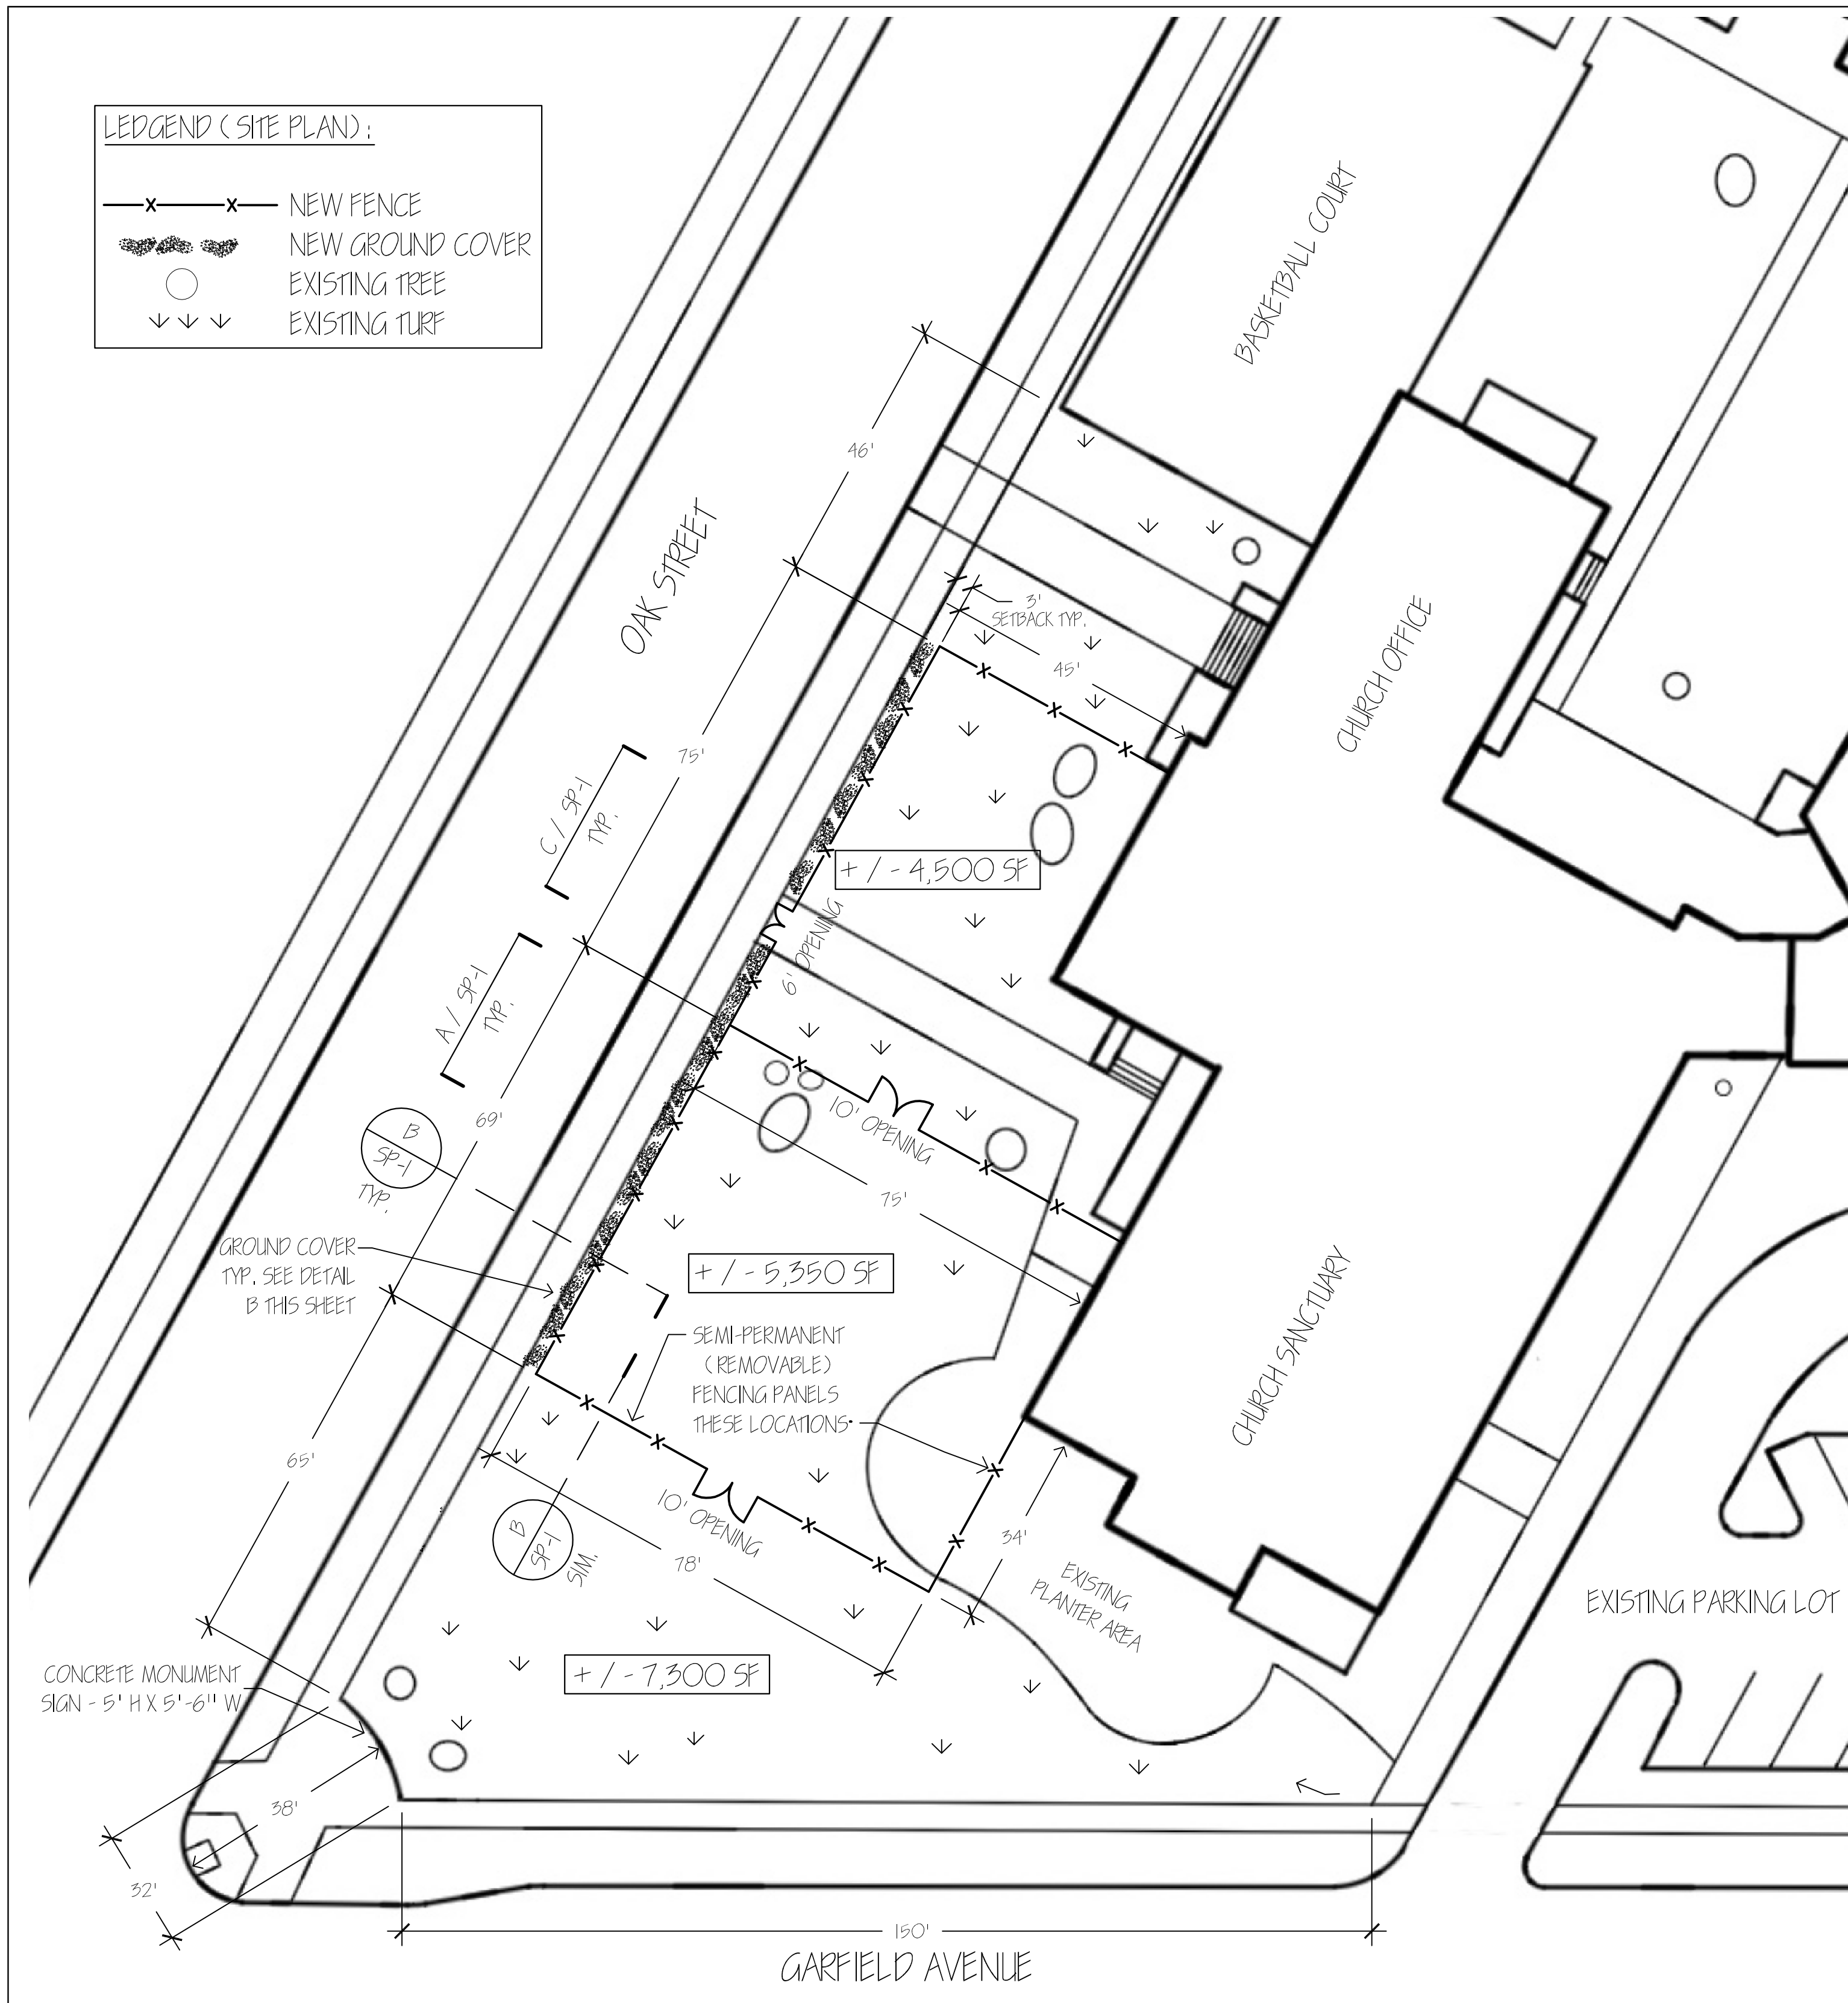 LEDGEND ( SITE PLAN) :
NEW FENCE
NEW GROUND COVER
EXISTING TREE
EXISTING TURF
BASKETBALL COURT
46'
OAK STREET
3'
SETBACK TYP.
45'
CHURCH OFFICE
75'
C / SP-1
TYP.
+ / - 4,500 SF
6' OPENING
A / SP-1
TYP.
69'
B
SP-1
TYP.
10' OPENING
75'
GROUND COVER
TYP. SEE DETAIL
B THIS SHEET
+ / - 5,350 SF
SEMI-PERMANENT
(REMOVABLE)
FENCING PANELS
THESE LOCATIONS
CHURCH SANCTUARY
65'
10' OPENING
B
SP-1
SIM.
78'
34'
EXISTING
PLANTER AREA
EXISTING PARKING LOT
CONCRETE MONUMENT
SIGN - 5' H X 5'-6" W
+ / - 7,300 SF
38'
32'
150'
GARFIELD AVENUE